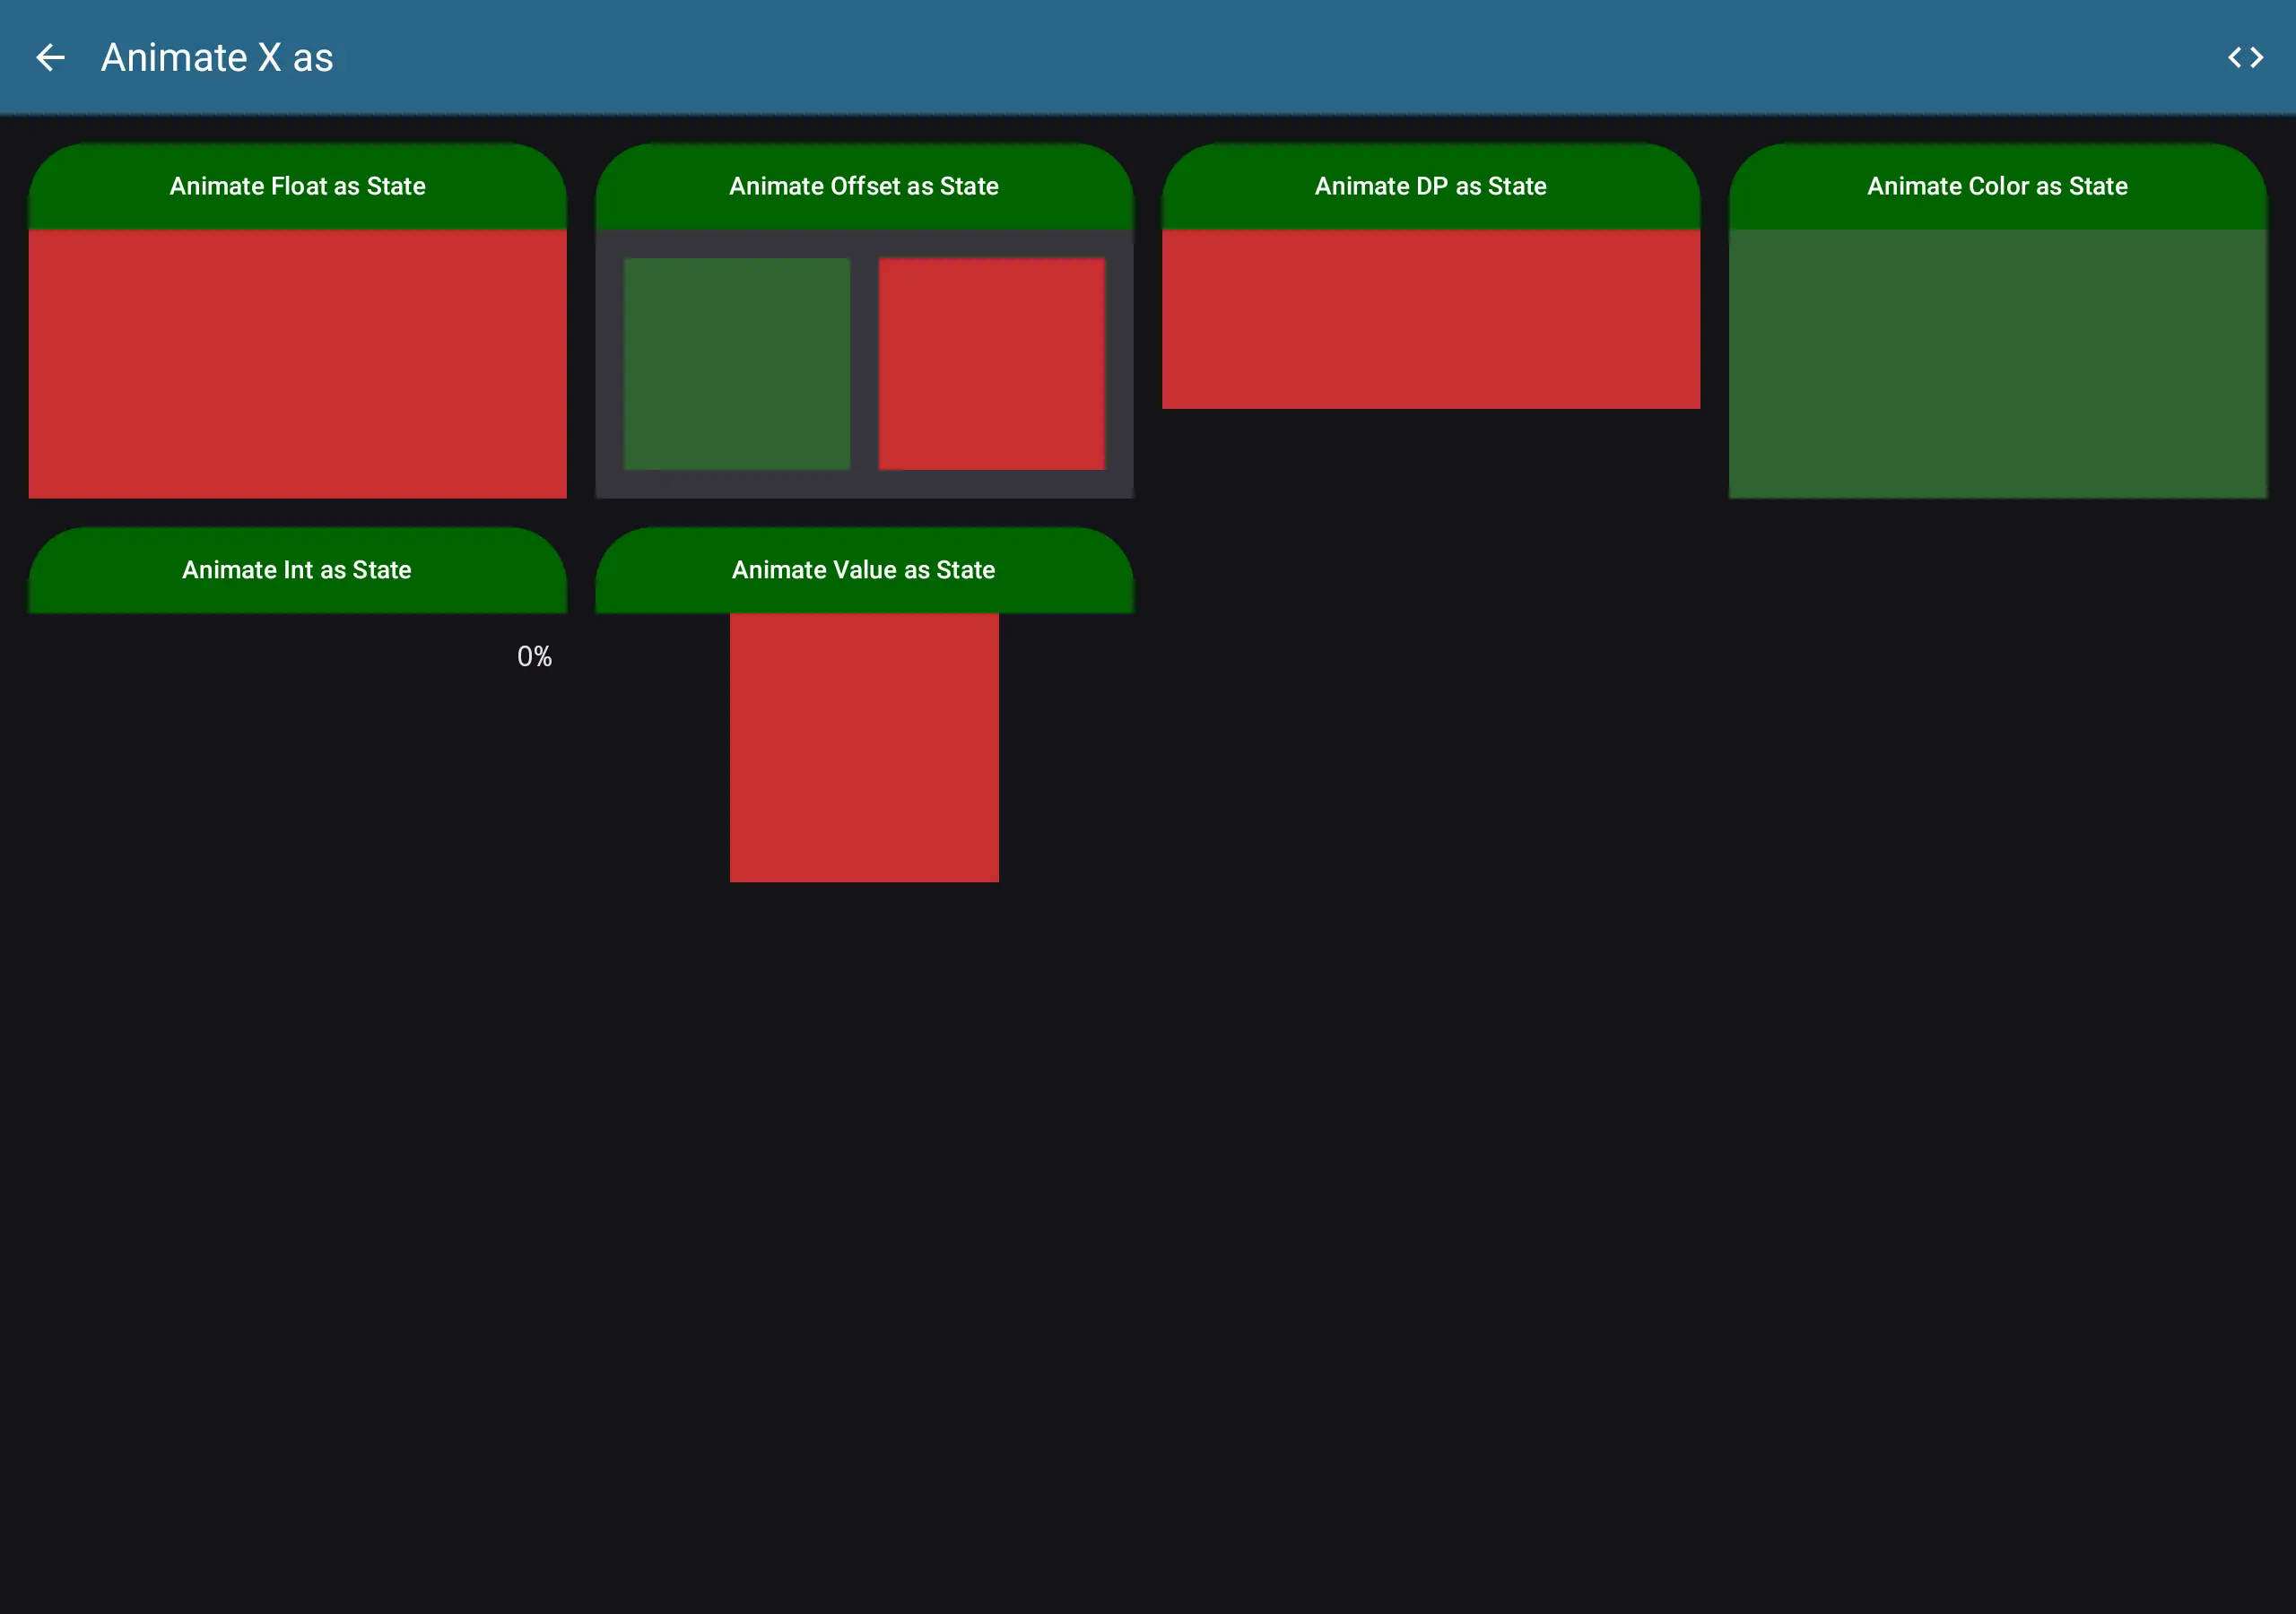 Animate X as
Animate Float as State
Animate Offset as State
Animate DP as State
Animate Color as State
Animate Int as State
Animate Value as State
0%